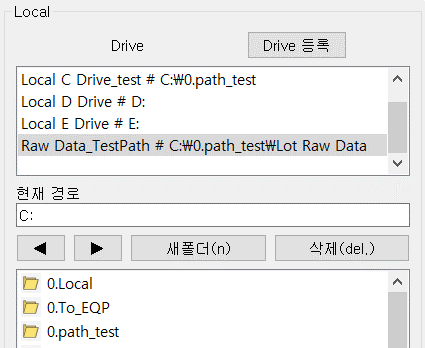 Local
Drive Drive 등록
Local C Drive_test # C:₩0.path_test
Local D Drive # D:
Local E Drive # E:
Raw Data_TestPath # C:₩0.path_test₩Lot Raw Data
현재 경로
C:
◀ ▶ 새폴더(n) 삭제(del.)
0.Local
0.To_EQP
0.path_test